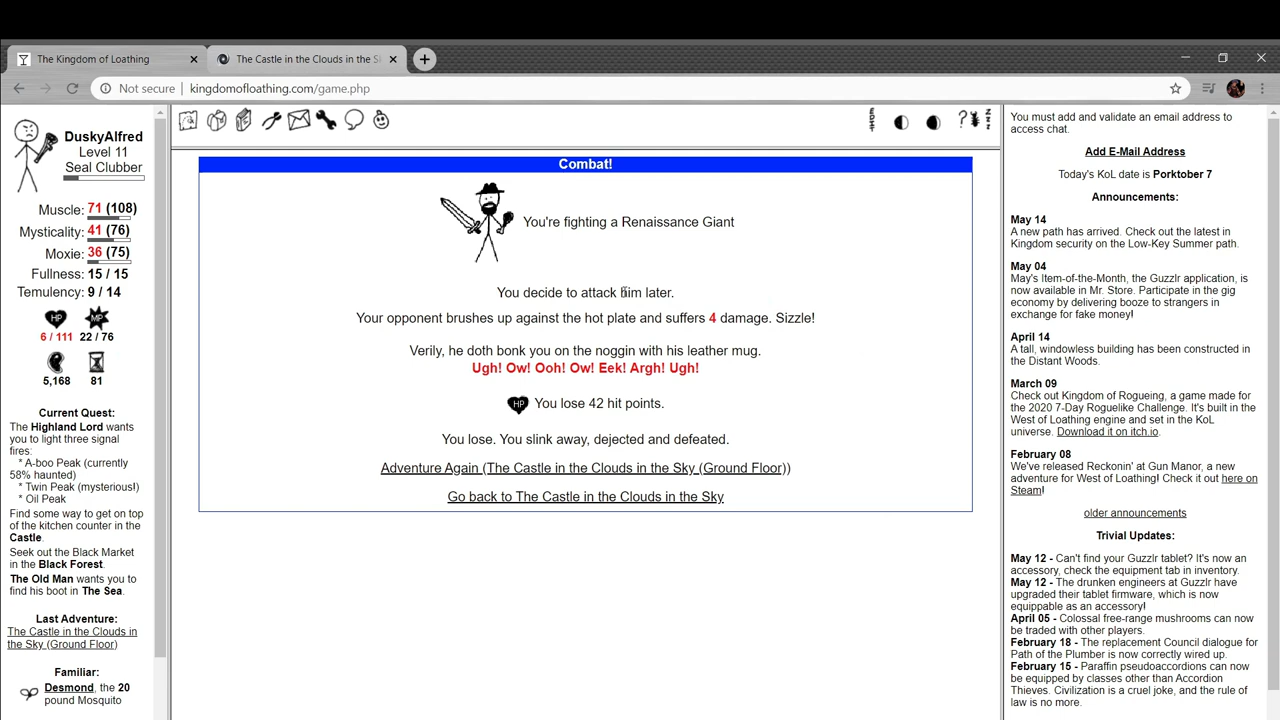 The Kingdom of Loathing
The Castle in the Clouds in the S
Not secure
kingdomofloathing.com/game.php
DuskyAlfred
Level 11
Seal Clubber
Muscle: 71 (108)
Mysticality: 41 (76)
Moxie: 36 (75)
Fullness: 15 / 15
Temulency: 9 / 14
HP
MP
6 / 111
22 / 76
5,168
81
Current Quest:
The Highland Lord wants
you to light three signal
fires:
* A-boo Peak (currently
58% haunted)
* Twin Peak (mysterious!)
* Oil Peak
Find some way to get on top
of the kitchen counter in the
Castle.
Seek out the Black Market
in the Black Forest.
The Old Man wants you to
find his boot in The Sea.
Last Adventure:
The Castle in the Clouds in
the Sky (Ground Floor)
Familiar:
Desmond, the 20
pound Mosquito
Combat!
You're fighting a Renaissance Giant
You decide to attack him later.
Your opponent brushes up against the hot plate and suffers 4 damage. Sizzle!
Verily, he doth bonk you on the noggin with his leather mug.
Ugh! Ow! Ooh! Ow! Eek! Argh! Ugh!
HP
You lose 42 hit points.
You lose. You slink away, dejected and defeated.
Adventure Again (The Castle in the Clouds in the Sky (Ground Floor))
Go back to The Castle in the Clouds in the Sky
You must add and validate an email address to
access chat.
Add E-Mail Address
Today's KoL date is Porktober 7
Announcements:
May 14
A new path has arrived. Check out the latest in
Kingdom security on the Low-Key Summer path.
May 04
May's Item-of-the-Month, the Guzzlr application, is
now available in Mr. Store. Participate in the gig
economy by delivering booze to strangers in
exchange for fake money!
April 14
A tall, windowless building has been constructed in
the Distant Woods.
March 09
Check out Kingdom of Rogueing, a game made for
the 2020 7-Day Roguelike Challenge. It's built in the
West of Loathing engine and set in the KoL
universe. Download it on itch.io.
February 08
We've released Reckonin' at Gun Manor, a new
adventure for West of Loathing! Check it out here on
Steam!
older announcements
Trivial Updates:
May 12 - Can't find your Guzzlr tablet? It's now an
accessory, check the equipment tab in inventory.
May 12 - The drunken engineers at Guzzlr have
upgraded their tablet firmware, which is now
equippable as an accessory!
April 05 - Colossal free-range mushrooms can now
be traded with other players.
February 18 - The replacement Council dialogue for
Path of the Plumber is now correctly wired up.
February 15 - Paraffin pseudoaccordions can now
be equipped by classes other than Accordion
Thieves. Civilization is a cruel joke, and the rule of
law is no more.